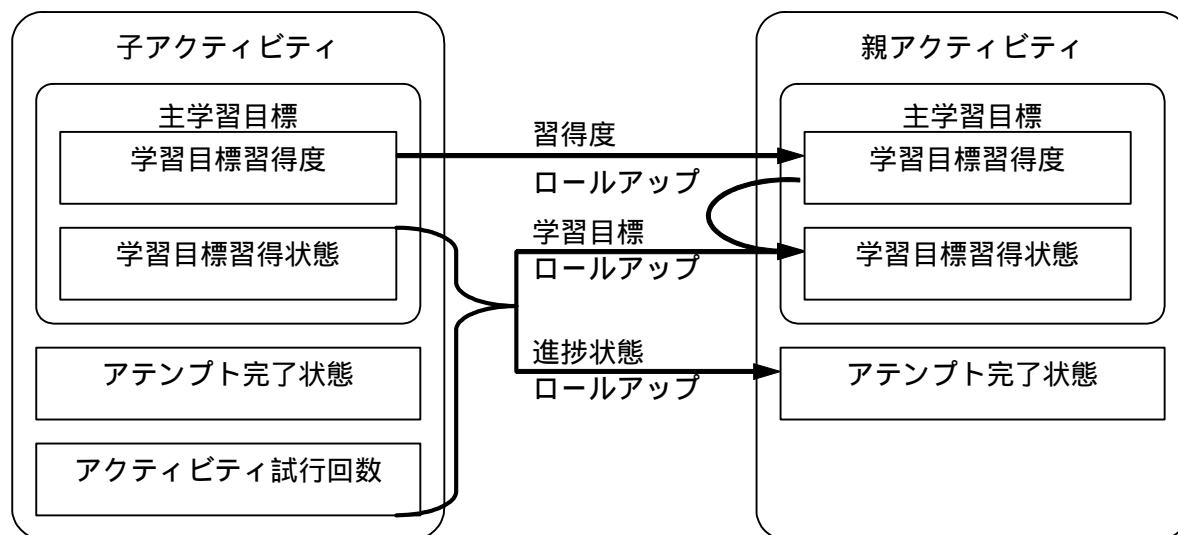 子アクティビティ
主学習目標
学習目標習得度
学習目標習得状態
アテンプト完了状態
アクティビティ試行回数
習得度
ロールアップ
学習目標
ロールアップ
進捗状態
ロールアップ
親アクティビティ
主学習目標
学習目標習得度
学習目標習得状態
アテンプト完了状態